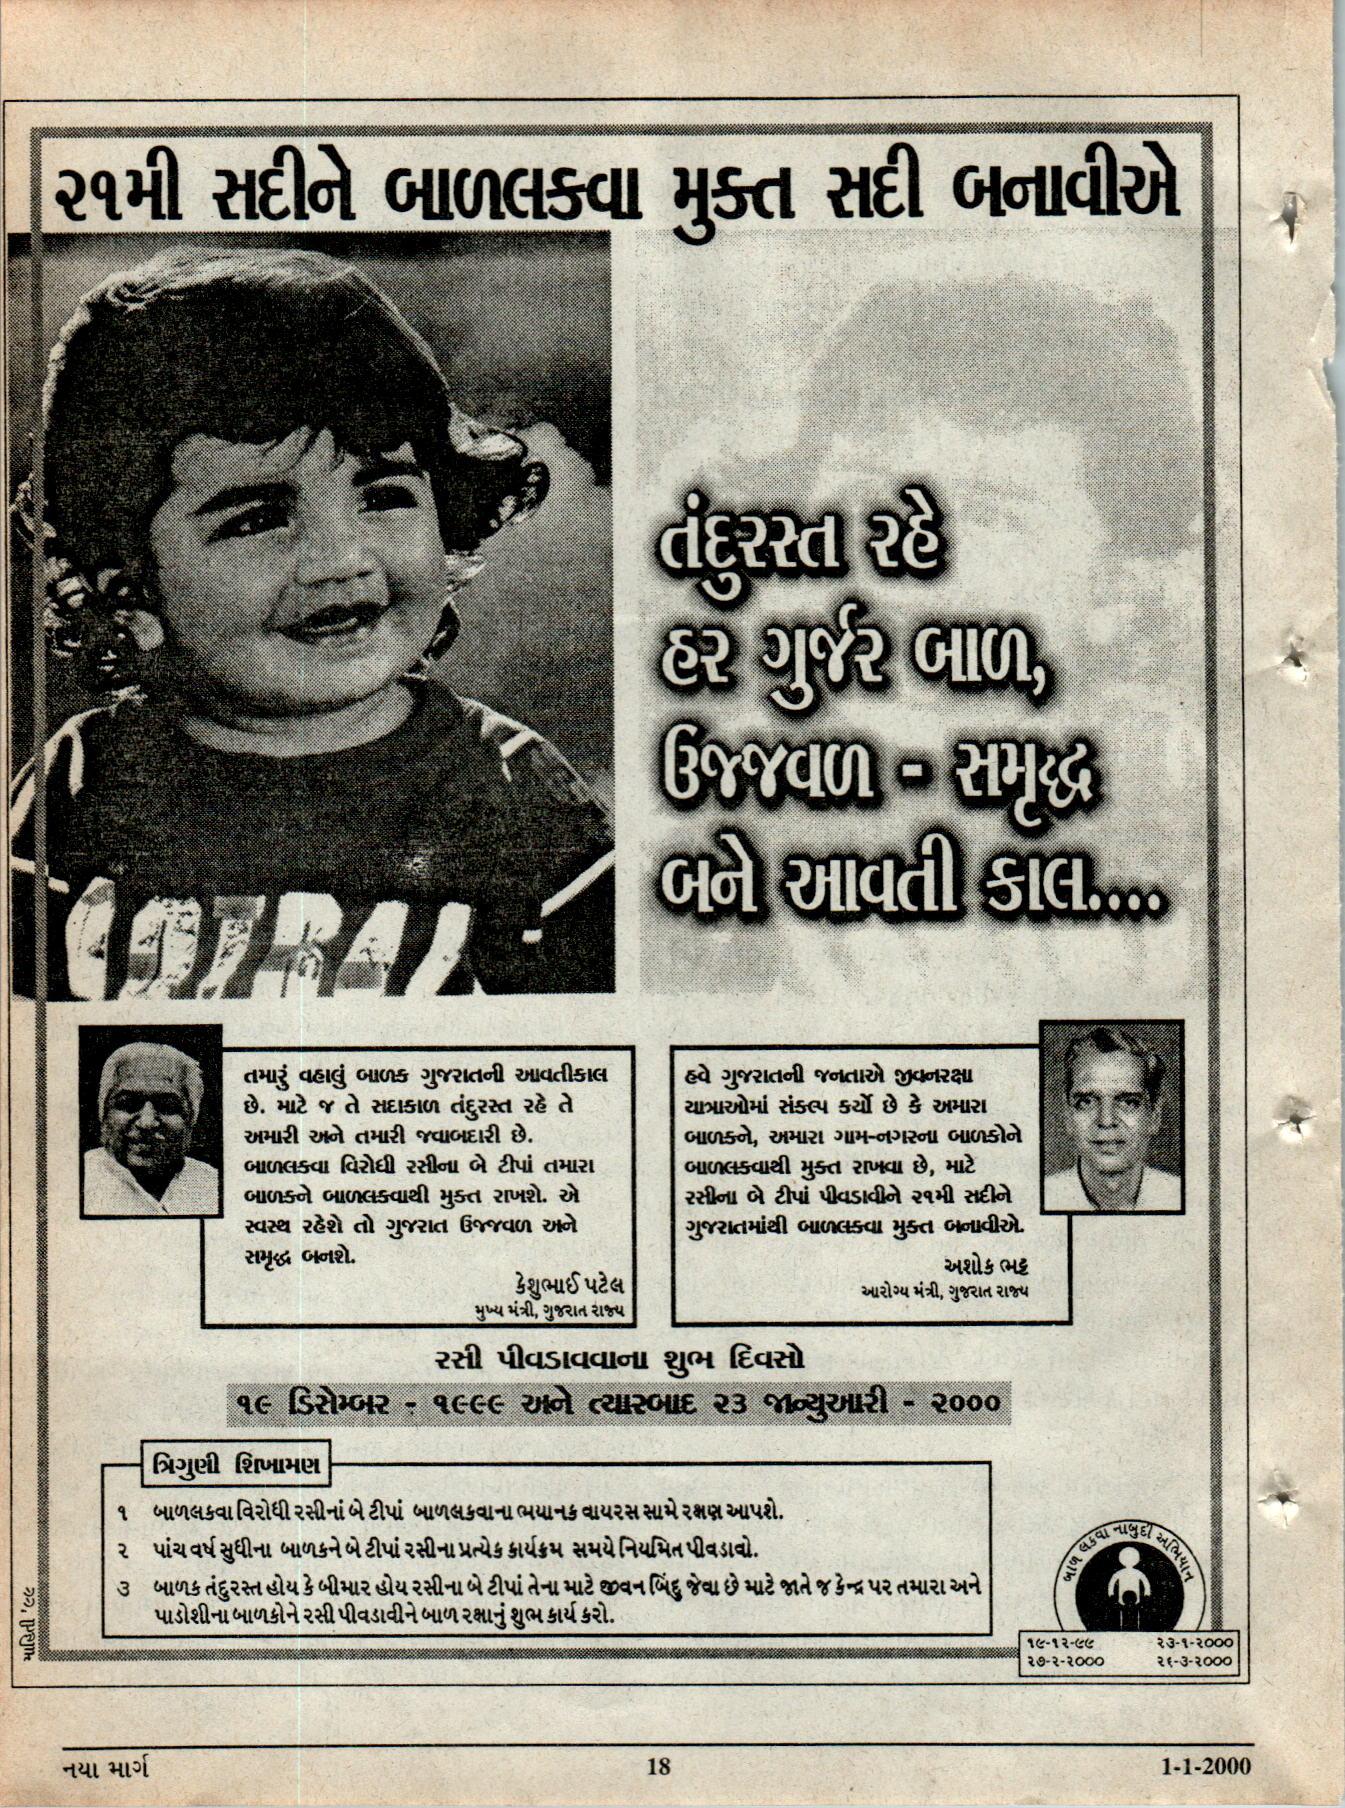 ૨૧મી સદીને બાળલકવા મુક્ત સદી બનાવીએ
તંદુરસ્ત રહે
હર ગુર્જર બાળ,
ઉજ્જવળ - સમૃદ્ધ
બને આવતી કાલ....
તમારું વહાલું બાળક ગુજરાતની આવતીકાલ
છે. માટે જ તે સદાકાળ તંદુરસ્ત રહે તે
અમારી અને તમારી જવાબદારી છે.
બાળલકવા વિરોધી રસીના બે ટીપાં તમારા
બાળકને બાળલકવાથી મુક્ત રાખશે. એ
સ્વસ્થ રહેશે તો ગુજરાત ઉજ્જવળ અને
સમૃદ્ધ બનશે.
કેશુભાઈ પટેલ
મુખ્ય મંત્રી, ગુજરાત રાજ્ય
હવે ગુજરાતની જનતાએ જીવનરક્ષા
યાત્રાઓમાં સંકલ્પ કર્યો છે કે અમારા
બાળકને, અમારા ગામ-નગરના બાળકોને
બાળલકવાથી મુક્ત રાખવા છે, માટે
રસીના બે ટીપાં પીવડાવીને ૨૧મી સદીને
ગુજરાતમાંથી બાળલકવા મુક્ત બનાવીએ.
અશોક ભટ્ટ
આરોગ્ય મંત્રી, ગુજરાત રાજ્ય
રસી પીવડાવવાના શુભ દિવસો
૧૯ ડિસેમ્બર - ૧૯૯૯ અને ત્યારબાદ ૨૩ જાન્યુઆરી - ૨૦૦૦
ત્રિગુણી શિખામણ
૧ બાળલકવા વિરોધી રસીનાં બે ટીપાં બાળલકવાના ભયાનક વાયરસ સામે રક્ષણ આપશે.
૨ પાંચ વર્ષ સુધીના બાળકને બે ટીપાં રસીના પ્રત્યેક કાર્યક્રમ સમયે નિયમિત પીવડાવો.
૩ બાળક તંદુરસ્ત હોય કે બીમાર હોય રસીના બે ટીપાં તેના માટે જીવન બિંદુ જેવા છે માટે જાતે જ કેન્દ્ર પર તમારા અને
પાડોશીના બાળકોને રસી પીવડાવીને બાળ રક્ષાનું શુભ કાર્ય કરો.
બાળ લકવા નાબુદી અભિયાન
૧૯-૧૨-૯૯ ૨૩-૧-૨૦૦૦
૨૭-૨-૨૦૦૦ ૨૬-૩-૨૦૦૦
માહિતી '૯૯
નયા માર્ગ 18 1-1-2000